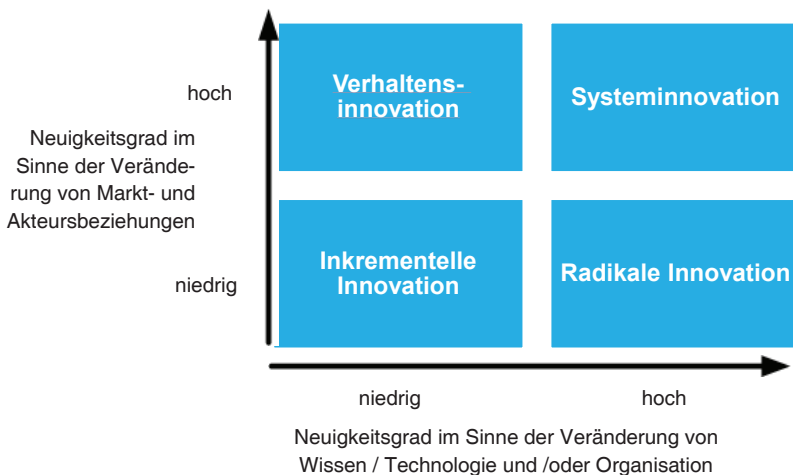 hoch
Neuigkeitsgrad im
Sinne der Verände-
rung von Markt- und
Akteursbeziehungen
niedrig
Verhaltens-
innovation
Systeminnovation
Inkrementelle
Innovation
Radikale Innovation
niedrig
hoch
Neuigkeitsgrad im Sinne der Veränderung von
Wissen / Technologie und /oder Organisation